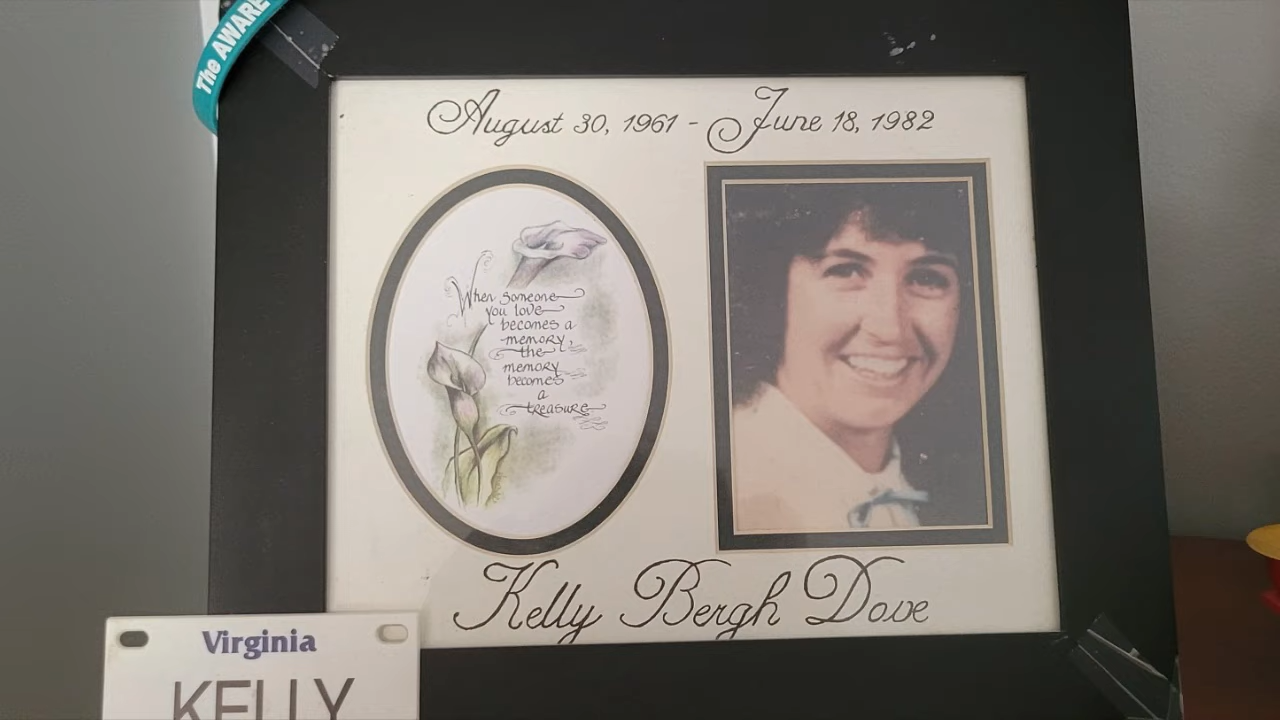 The AWARE
August 30, 1961 - June 18, 1982
When someone
you love
becomes a
memory,
the
memory
becomes
a
treasure
Kelly Bergh Dove
Virginia
KELLY